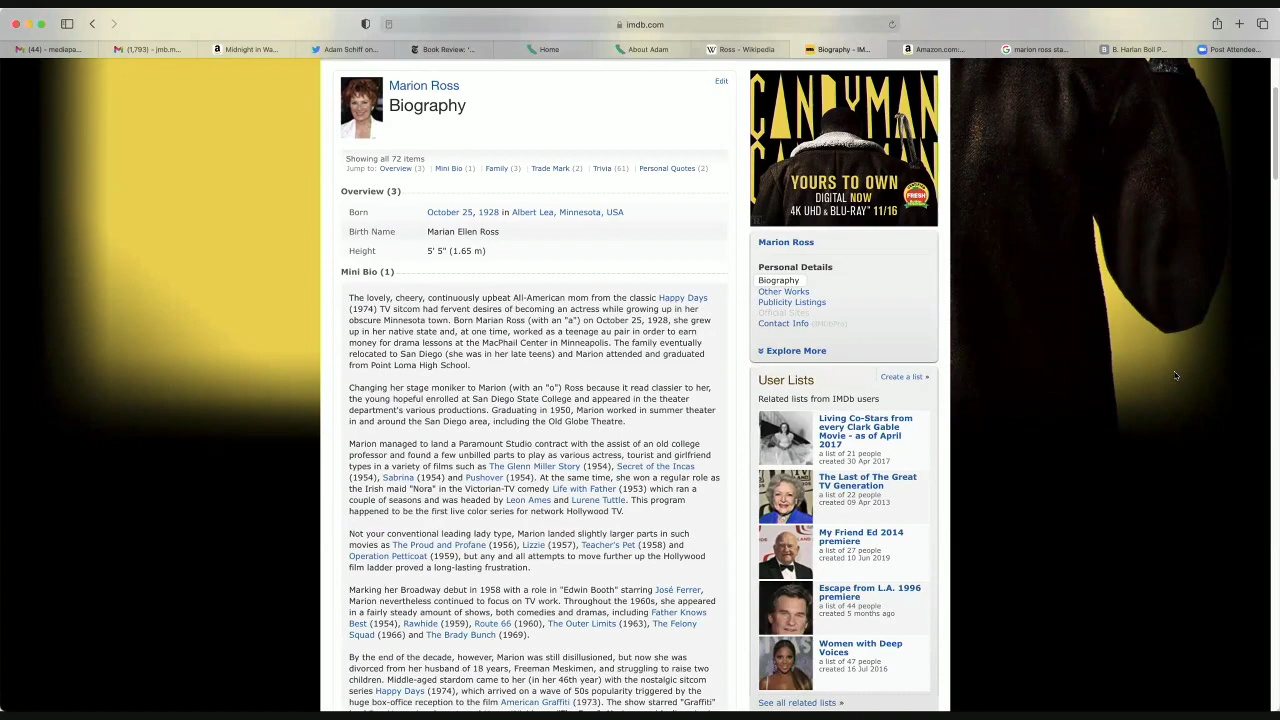 imdb.com
(44) - mediapa...
(1,793) - jmb.m...
Midnight in Wa...
Adam Schiff on...
Book Review: '...
Home
About Adam
Ross - Wikipedia
Biography - IM...
Amazon.com:...
marion ross sta...
B. Harlan Boll P...
Post Attendee...
Marion Ross
Biography
Edit
Showing all 72 items
Jump to: Overview (3) | Mini Bio (1) | Family (3) | Trade Mark (2) | Trivia (61) | Personal Quotes (2)
Overview (3)
Born October 25, 1928 in Albert Lea, Minnesota, USA
Birth Name Marian Ellen Ross
Height 5' 5" (1.65 m)
Mini Bio (1)
The lovely, cheery, continuously upbeat All-American mom from the classic Happy Days
(1974) TV sitcom had fervent desires of becoming an actress while growing up in her
obscure Minnesota town. Born Marian Ross (with an "a") on October 25, 1928, she grew
up in her native state and, at one time, worked as a teenage au pair in order to earn
money for drama lessons at the MacPhail Center in Minneapolis. The family eventually
relocated to San Diego (she was in her late teens) and Marion attended and graduated
from Point Loma High School.
Changing her stage moniker to Marion (with an "o") Ross because it read classier to her,
the young hopeful enrolled at San Diego State College and appeared in the theater
department's various productions. Graduating in 1950, Marion worked in summer theater
in and around the San Diego area, including the Old Globe Theatre.
Marion managed to land a Paramount Studio contract with the assist of an old college
professor and found a few unbilled parts to play as various actress, tourist and girlfriend
types in a variety of films such as The Glenn Miller Story (1954), Secret of the Incas
(1954), Sabrina (1954) and Pushover (1954). At the same time, she won a regular role as
the Irish maid "Nora" in the Victorian-TV comedy Life with Father (1953) which ran a
couple of seasons and was headed by Leon Ames and Lurene Tuttle. This program
happened to be the first live color series for network Hollywood TV.
Not your conventional leading lady type, Marion landed slightly larger parts in such
movies as The Proud and Profane (1956), Lizzie (1957), Teacher's Pet (1958) and
Operation Petticoat (1959), but any and all attempts to move further up the Hollywood
film ladder proved a long-lasting frustration.
Making her Broadway debut in 1958 with a role in "Edwin Booth" starring José Ferrer,
Marion nevertheless continued to focus on TV work. Throughout the 1960s, she appeared
in a fairly steady amount of shows, both comedies and dramas, including Father Knows
Best (1954), Rawhide (1959), Route 66 (1960), The Outer Limits (1963), The Felony
Squad (1966) and The Brady Bunch (1969).
By the end of the decade, however, Marion was still disillusioned, but now she was
divorced from her husband of 18 years, Freeman Meskimen, and struggling to raise two
children. Middle-aged stardom came to her (in her 46th year) with the nostalgic sitcom
series Happy Days (1974), which arrived on a wave of 50s popularity triggered by the
huge box-office reception to the film American Graffiti (1973). The show starred "Graffiti"
CANDYMAN
YOURS TO OWN
DIGITAL NOW
4K UHD & BLU-RAY™ 11/16
FRESH
Marion Ross
Personal Details
Biography
Other Works
Publicity Listings
Official Sites
Contact Info (IMDbPro)
Explore More
User Lists
Create a list »
Related lists from IMDb users
Living Co-Stars from
every Clark Gable
Movie - as of April
2017
a list of 21 people
created 30 Apr 2017
The Last of The Great
TV Generation
a list of 22 people
created 09 Apr 2013
My Friend Ed 2014
premiere
a list of 27 people
created 10 Jun 2019
Escape from L.A. 1996
premiere
a list of 44 people
created 5 months ago
Women with Deep
Voices
a list of 47 people
created 16 Jul 2016
See all related lists »